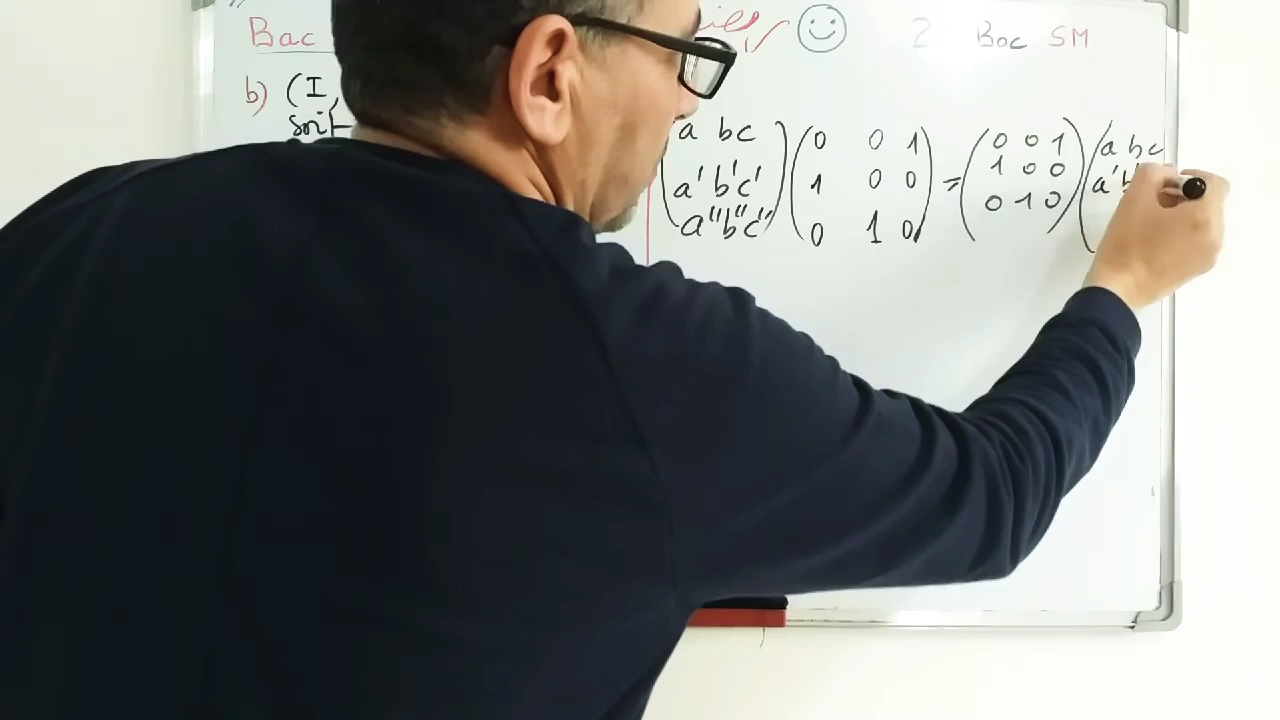 Bac 2 Bac SM
b) (I,
soit
(a b c) (0 0 1) = (0 0 1) (a b c
(a' b' c') (1 0 0) (1 0 0) (a' b'
(a'' b'' c'') (0 1 0) (0 1 0)